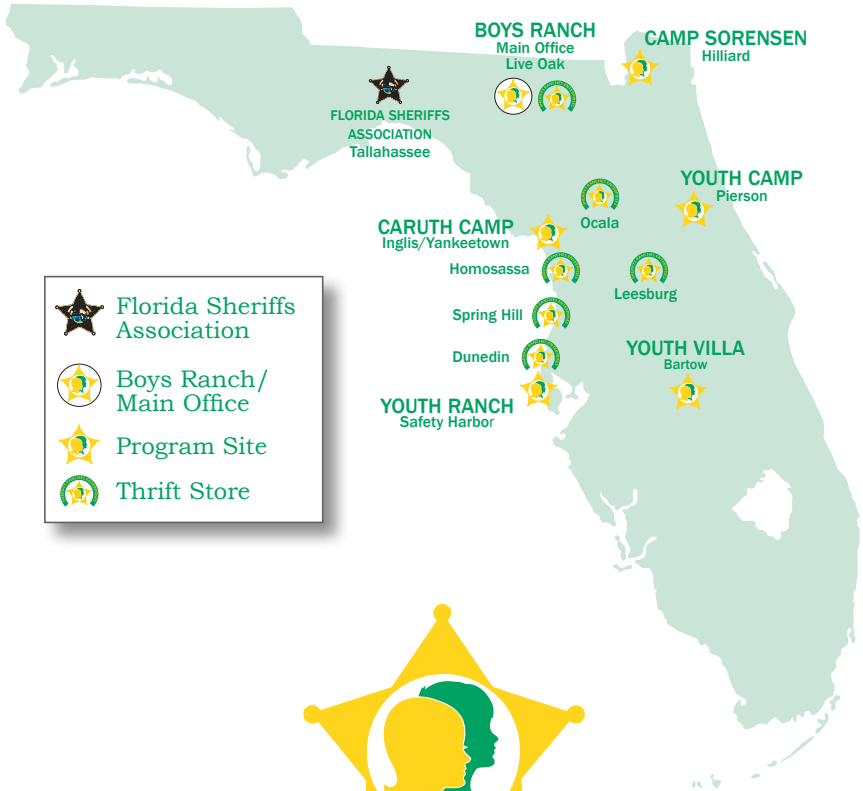 BOYS RANCH
Main Office
Live Oak
CAMP SORENSEN
Hilliard
FLORIDA SHERIFFS
ASSOCIATION
Tallahassee
YOUTH CAMP
Pierson
Ocala
CARUTH CAMP
Inglis/Yankeetown
Homosassa
Leesburg
Spring Hill
Dunedin
YOUTH VILLA
Bartow
YOUTH RANCH
Safety Harbor
Florida Sheriffs
Association
Boys Ranch/
Main Office
Program Site
Thrift Store